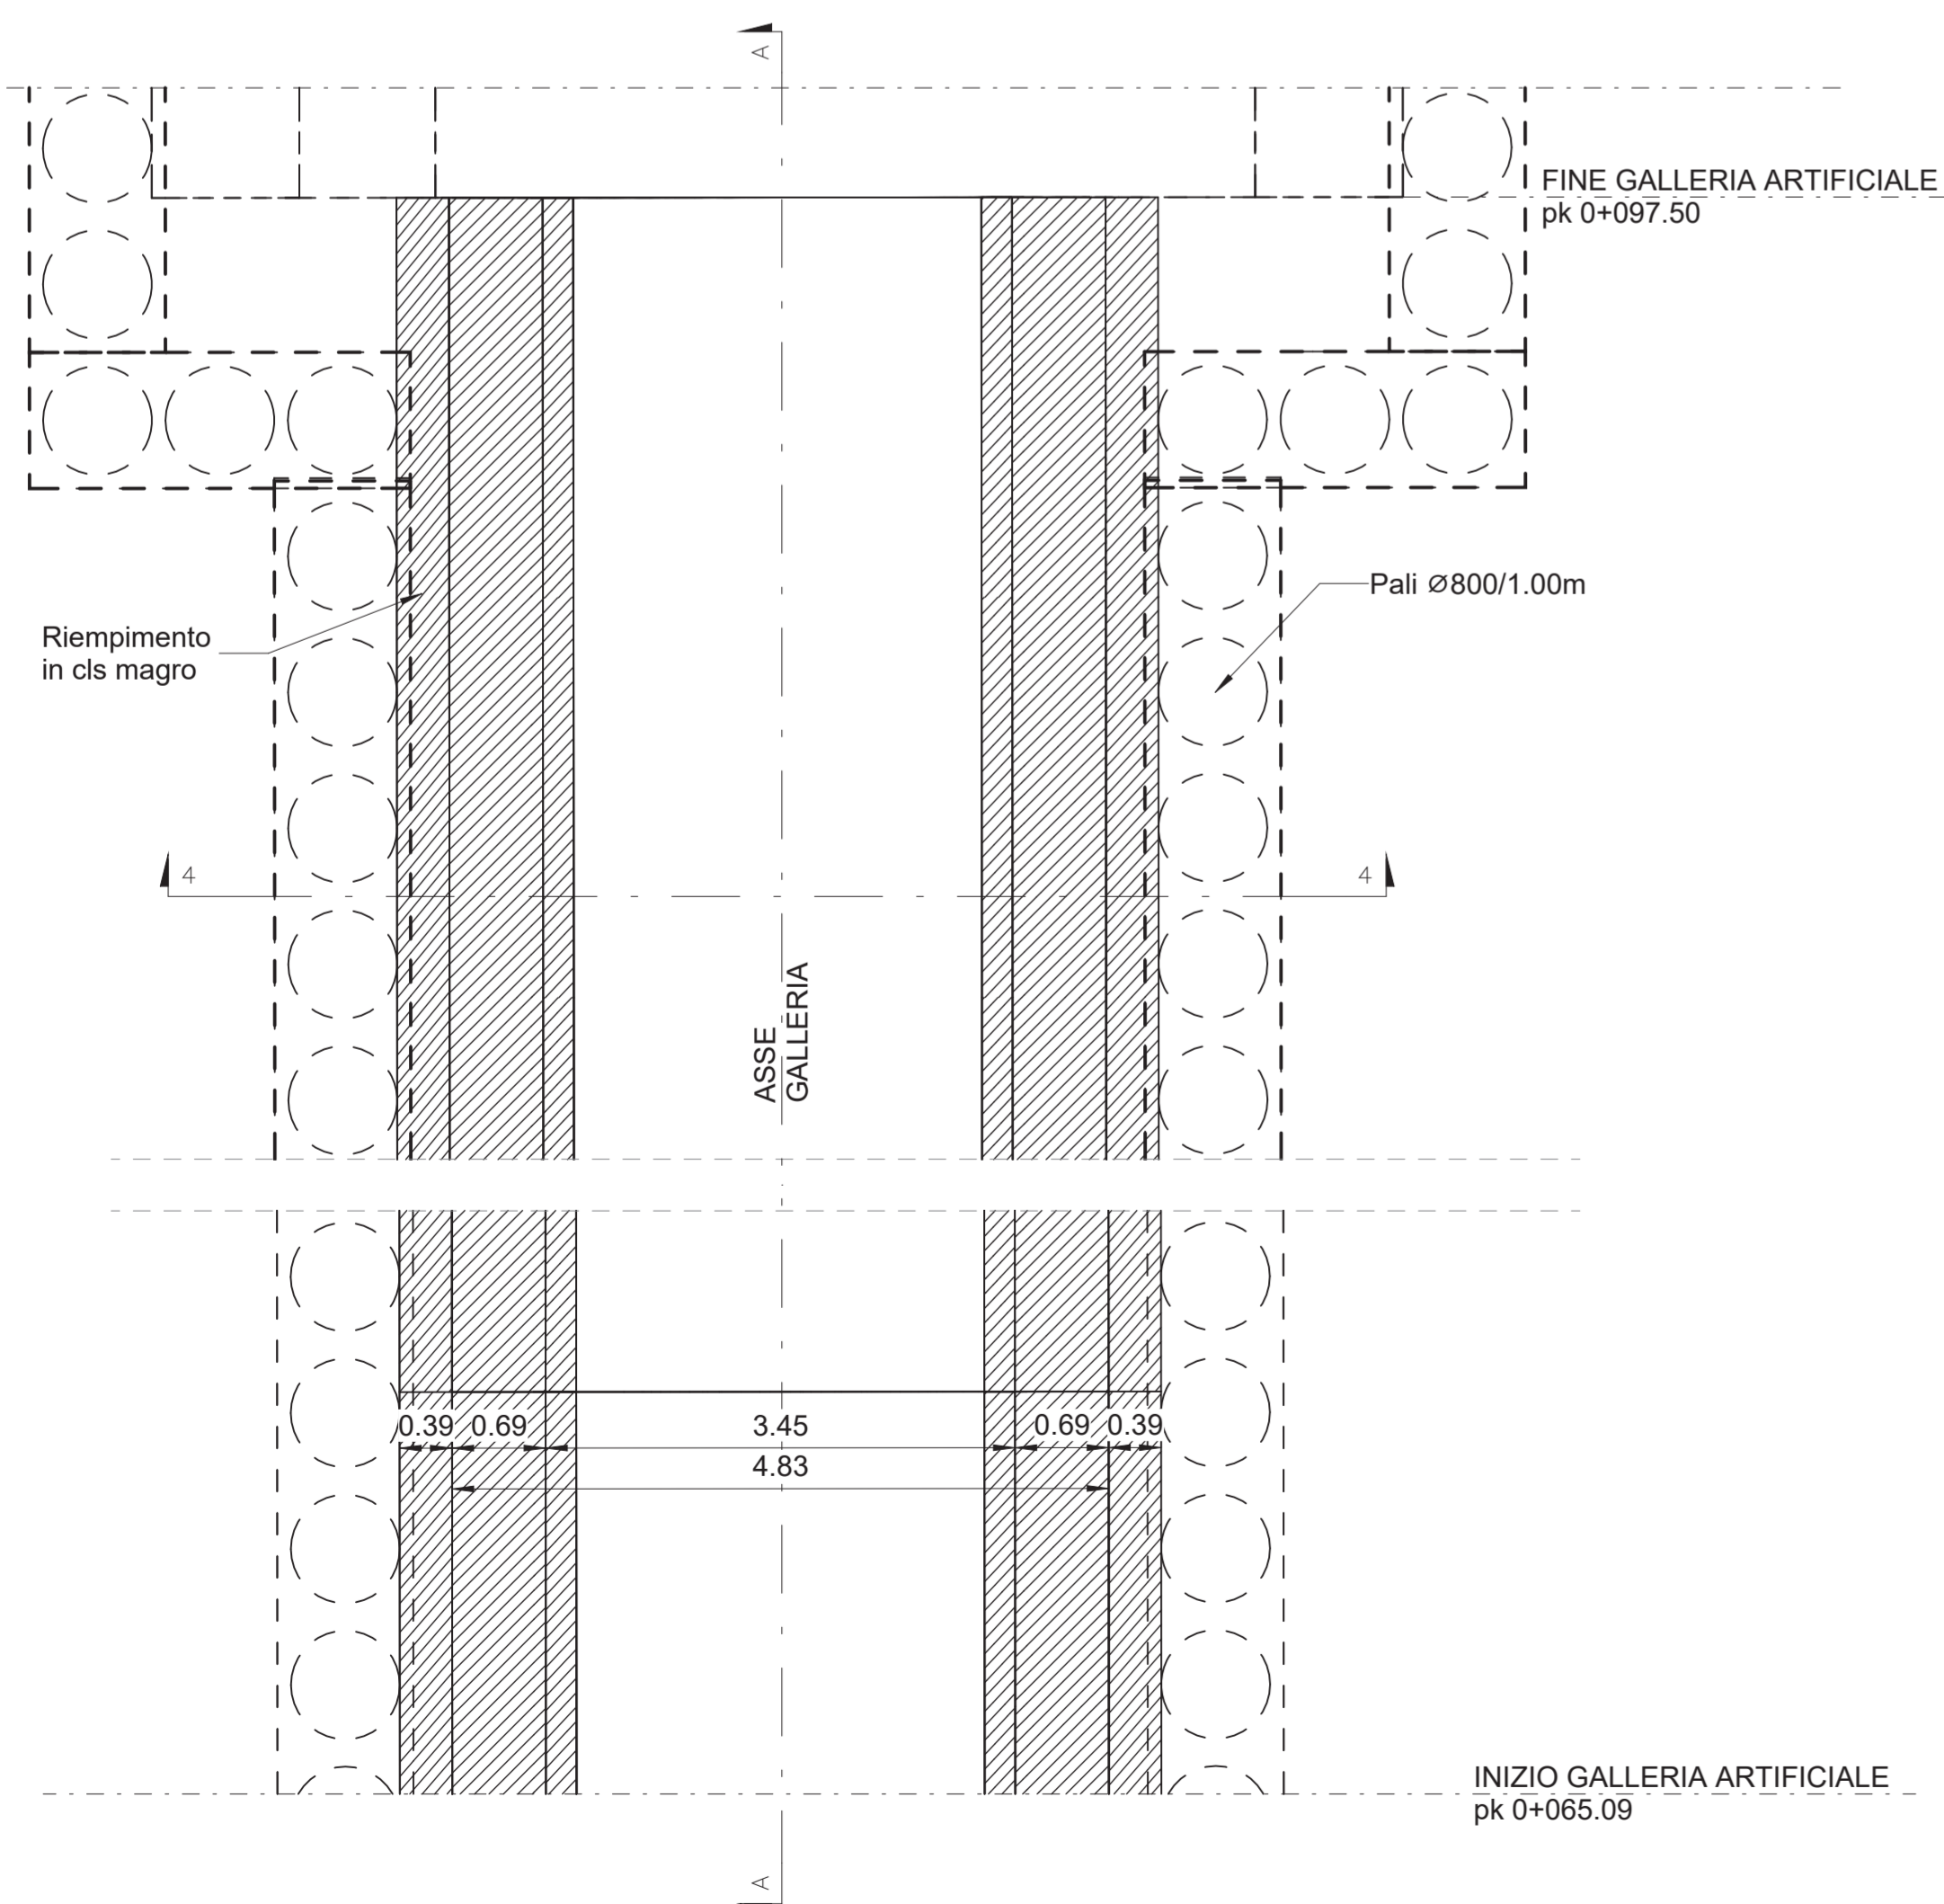 A
FINE GALLERIA ARTIFICIALE
pk 0+097.50
Pali Ø800/1.00m
Riempimento
in cls magro
4
4
ASSE
GALLERIA
0.39 0.69 3.45 0.69 0.39
4.83
INIZIO GALLERIA ARTIFICIALE
pk 0+065.09
A